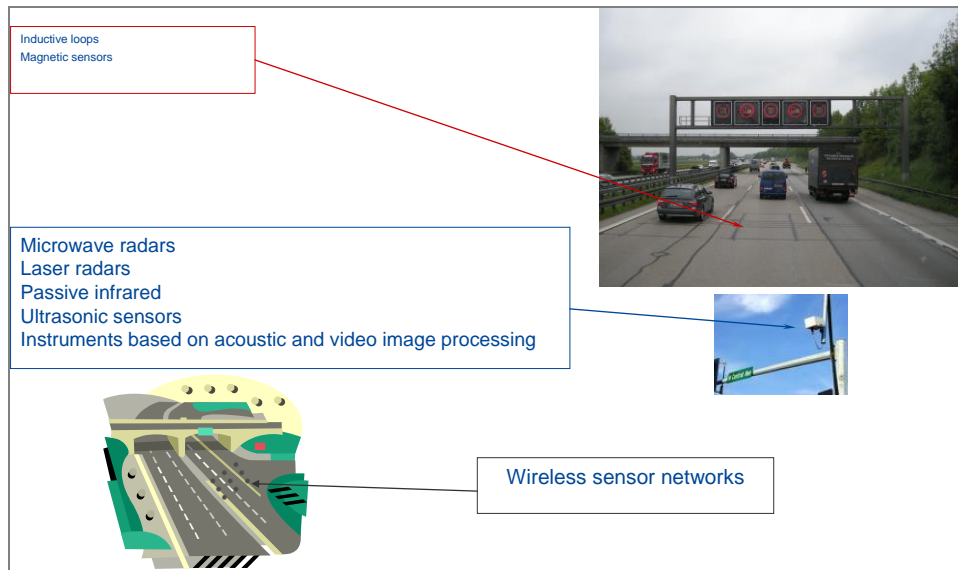 Inductive loops
Magnetic sensors
Microwave radars
Laser radars
Passive infrared
Ultrasonic sensors
Instruments based on acoustic and video image processing
Wireless sensor networks